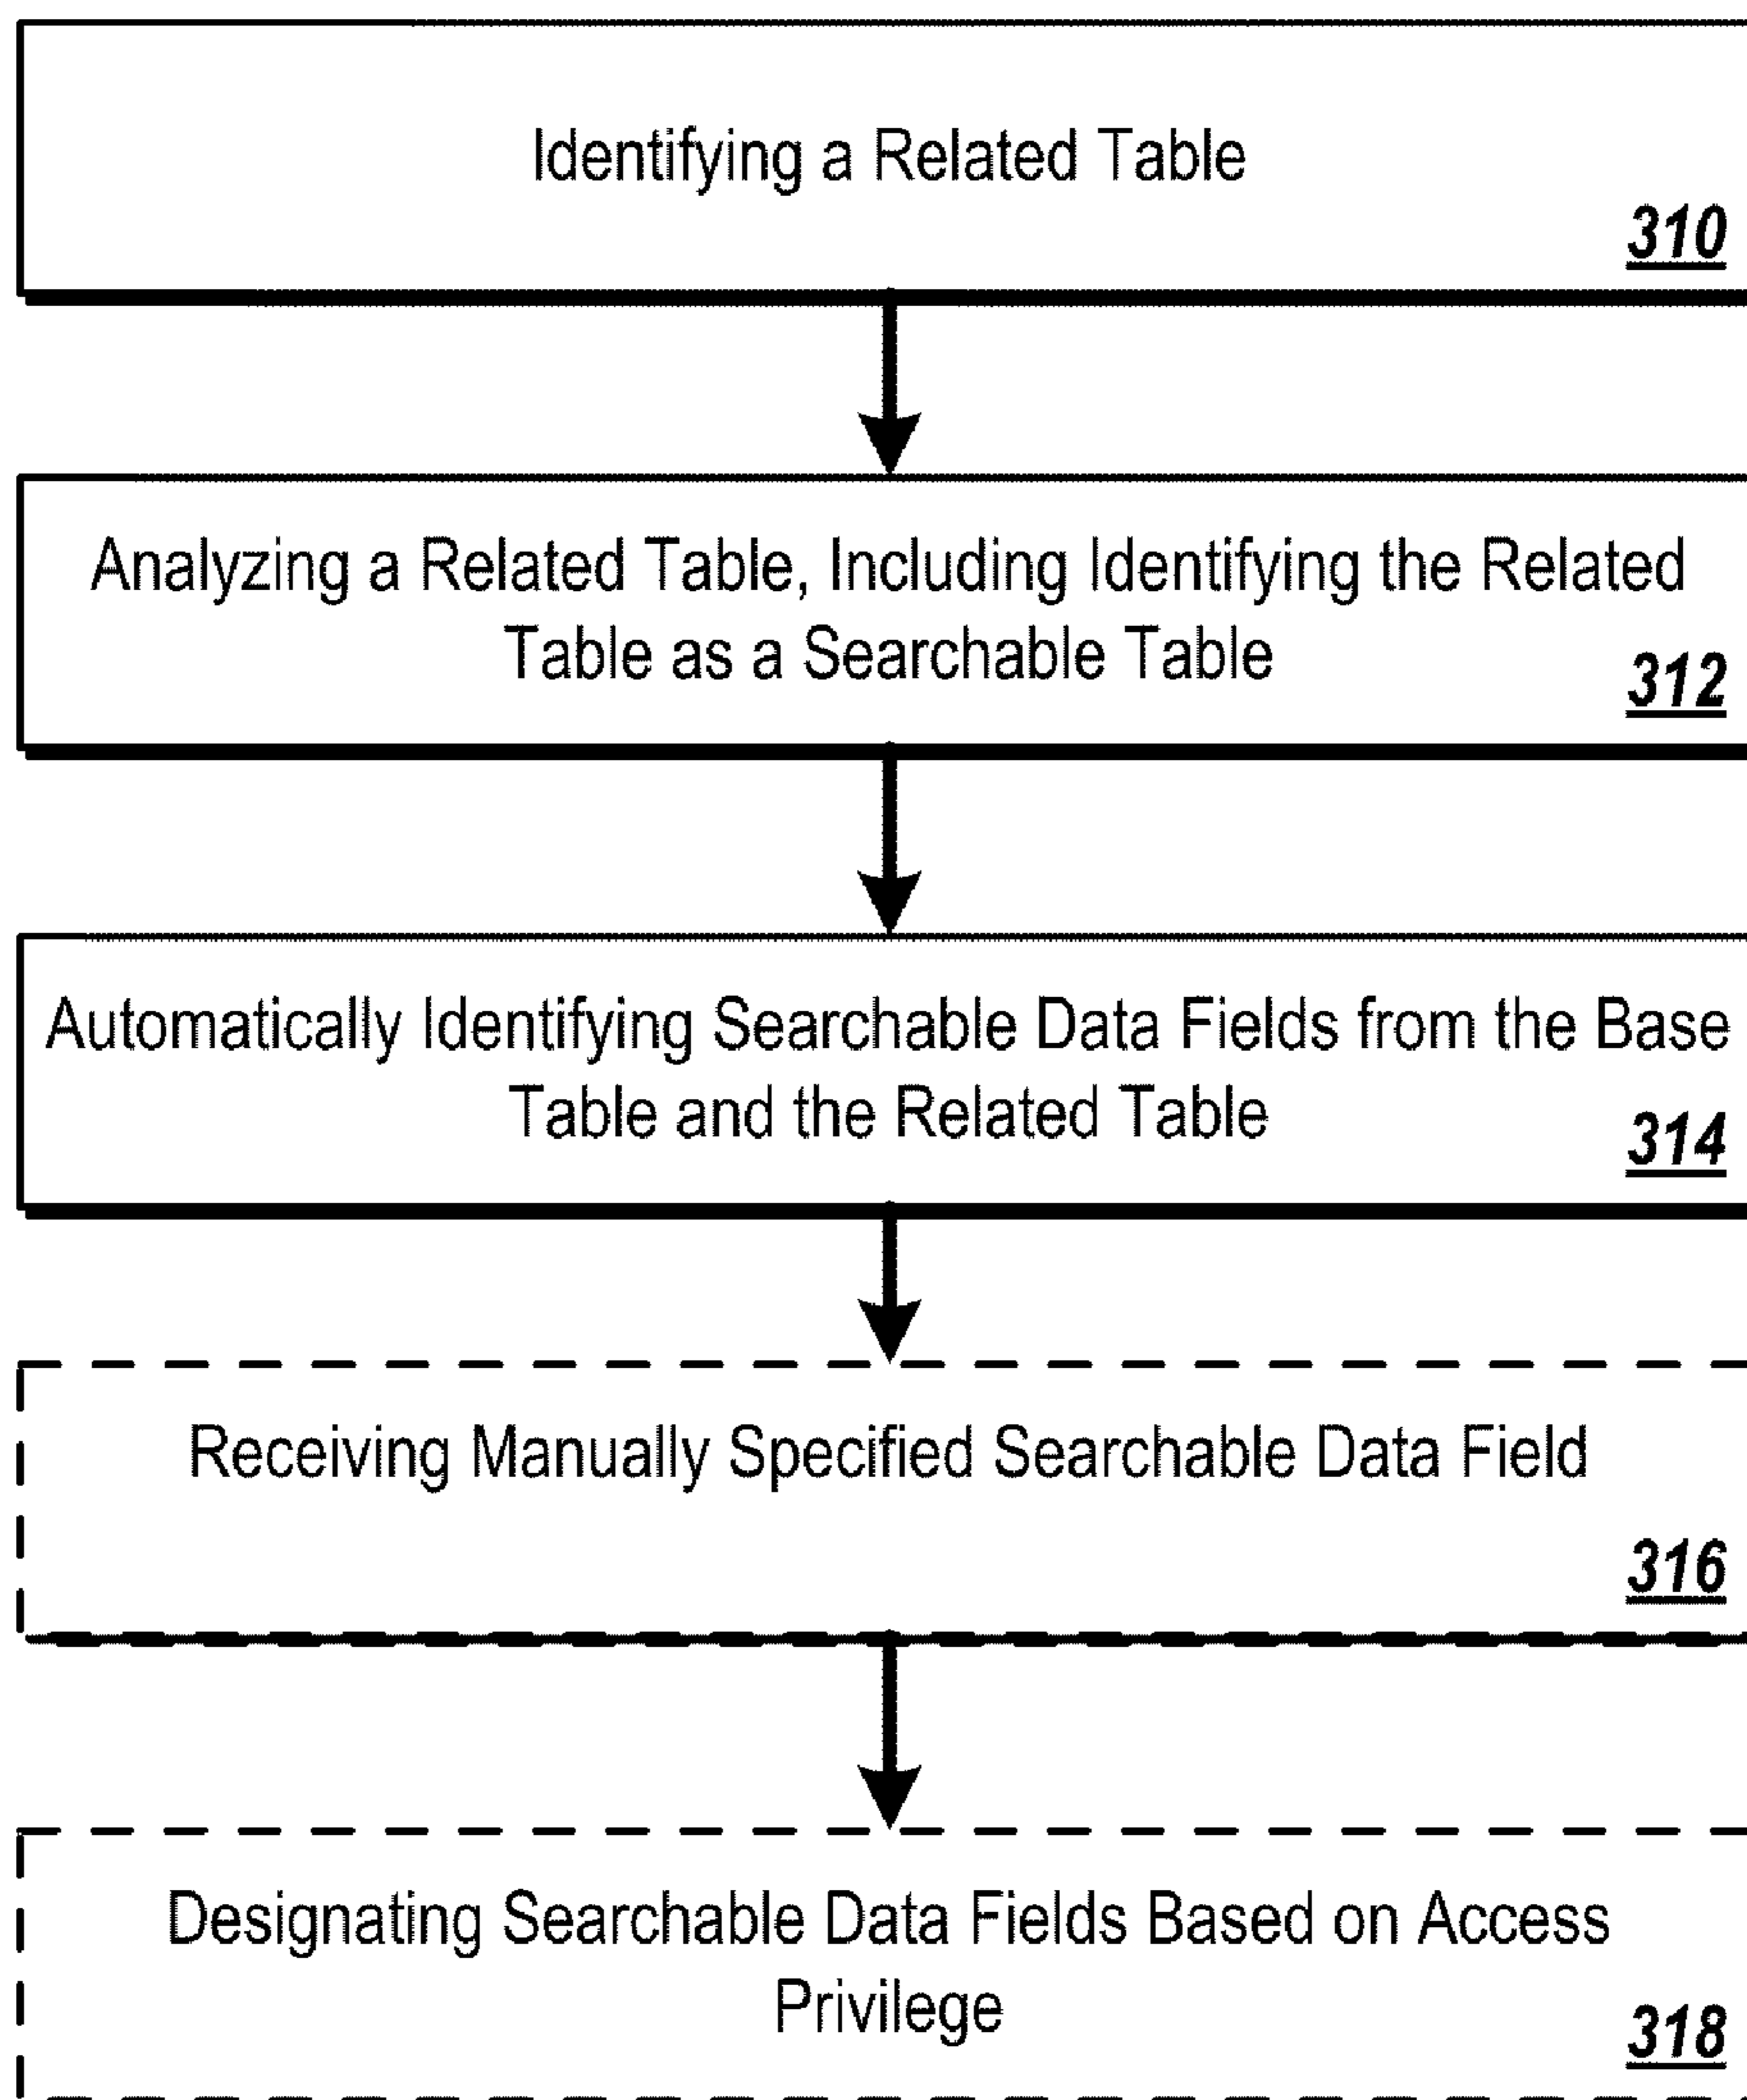 Identifying a Related Table
310
Analyzing a Related Table, Including Identifying the Related
Table as a Searchable Table
312
Automatically Identifying Searchable Data Fields from the Base
Table and the Related Table
314
Receiving Manually Specified Searchable Data Field
316
Designating Searchable Data Fields Based on Access
Privilege
318